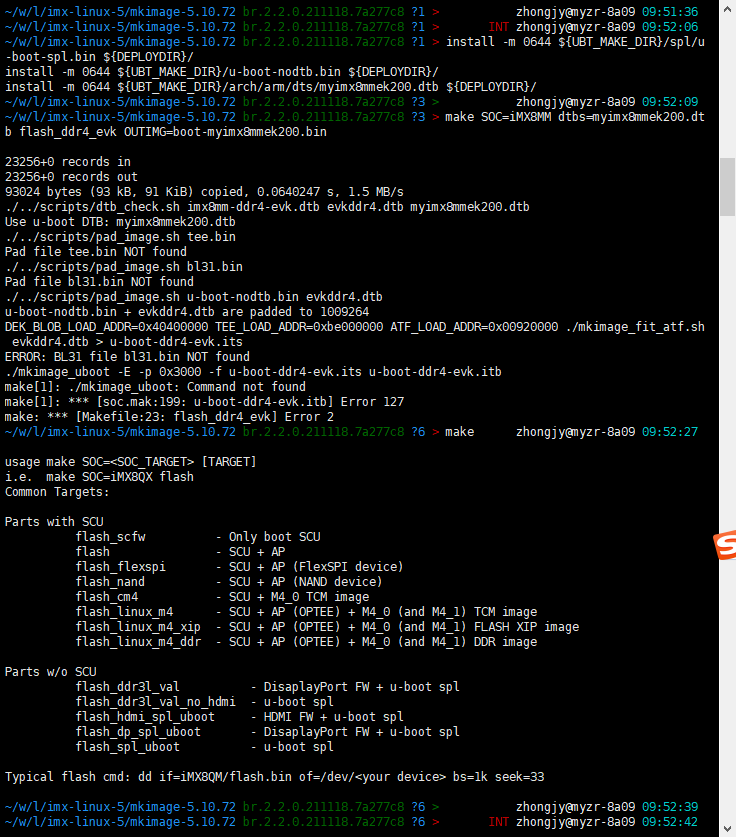 ~/w/l/imx-linux-5/mkimage-5.10.72 br.2.2.0.211118.7a277c8 ?1 > zhongjy@myzr-8a09 09:51:36
~/w/l/imx-linux-5/mkimage-5.10.72 br.2.2.0.211118.7a277c8 ?1 > INT zhongjy@myzr-8a09 09:52:06
~/w/l/imx-linux-5/mkimage-5.10.72 br.2.2.0.211118.7a277c8 ?1 > install -m 0644 ${UBT_MAKE_DIR}/spl/u
-boot-spl.bin ${DEPLOYDIR}/
install -m 0644 ${UBT_MAKE_DIR}/u-boot-nodtb.bin ${DEPLOYDIR}/
install -m 0644 ${UBT_MAKE_DIR}/arch/arm/dts/myimx8mmek200.dtb ${DEPLOYDIR}/
~/w/l/imx-linux-5/mkimage-5.10.72 br.2.2.0.211118.7a277c8 ?3 > zhongjy@myzr-8a09 09:52:09
~/w/l/imx-linux-5/mkimage-5.10.72 br.2.2.0.211118.7a277c8 ?3 > make SOC=iMX8MM dtbs=myimx8mmek200.dt
b flash_ddr4_evk OUTIMG=boot-myimx8mmek200.bin
23256+0 records in
23256+0 records out
93024 bytes (93 kB, 91 KiB) copied, 0.0640247 s, 1.5 MB/s
./../scripts/dtb_check.sh imx8mm-ddr4-evk.dtb evkddr4.dtb myimx8mmek200.dtb
Use u-boot DTB: myimx8mmek200.dtb
./../scripts/pad_image.sh tee.bin
Pad file tee.bin NOT found
./../scripts/pad_image.sh bl31.bin
Pad file bl31.bin NOT found
./../scripts/pad_image.sh u-boot-nodtb.bin evkddr4.dtb
u-boot-nodtb.bin + evkddr4.dtb are padded to 1009264
DEK_BLOB_LOAD_ADDR=0x40400000 TEE_LOAD_ADDR=0xbe000000 ATF_LOAD_ADDR=0x00920000 ./mkimage_fit_atf.sh
evkddr4.dtb > u-boot-ddr4-evk.its
ERROR: BL31 file bl31.bin NOT found
./mkimage_uboot -E -p 0x3000 -f u-boot-ddr4-evk.its u-boot-ddr4-evk.itb
make[1]: ./mkimage_uboot: Command not found
make[1]: *** [soc.mak:199: u-boot-ddr4-evk.itb] Error 127
make: *** [Makefile:23: flash_ddr4_evk] Error 2
~/w/l/imx-linux-5/mkimage-5.10.72 br.2.2.0.211118.7a277c8 ?6 > make zhongjy@myzr-8a09 09:52:27
usage make SOC=<SOC_TARGET> [TARGET]
i.e. make SOC=iMX8QX flash
Common Targets:
Parts with SCU
flash_scfw - Only boot SCU
flash - SCU + AP
flash_flexspi - SCU + AP (FlexSPI device)
flash_nand - SCU + AP (NAND device)
flash_cm4 - SCU + M4_0 TCM image
flash_linux_m4 - SCU + AP (OPTEE) + M4_0 (and M4_1) TCM image
flash_linux_m4_xip - SCU + AP (OPTEE) + M4_0 (and M4_1) FLASH XIP image
flash_linux_m4_ddr - SCU + AP (OPTEE) + M4_0 (and M4_1) DDR image
Parts w/o SCU
flash_ddr3l_val - DisaplayPort FW + u-boot spl
flash_ddr3l_val_no_hdmi - u-boot spl
flash_hdmi_spl_uboot - HDMI FW + u-boot spl
flash_dp_spl_uboot - DisaplayPort FW + u-boot spl
flash_spl_uboot - u-boot spl
Typical flash cmd: dd if=iMX8QM/flash.bin of=/dev/<your device> bs=1k seek=33
~/w/l/imx-linux-5/mkimage-5.10.72 br.2.2.0.211118.7a277c8 ?6 > zhongjy@myzr-8a09 09:52:39
~/w/l/imx-linux-5/mkimage-5.10.72 br.2.2.0.211118.7a277c8 ?6 > INT zhongjy@myzr-8a09 09:52:42